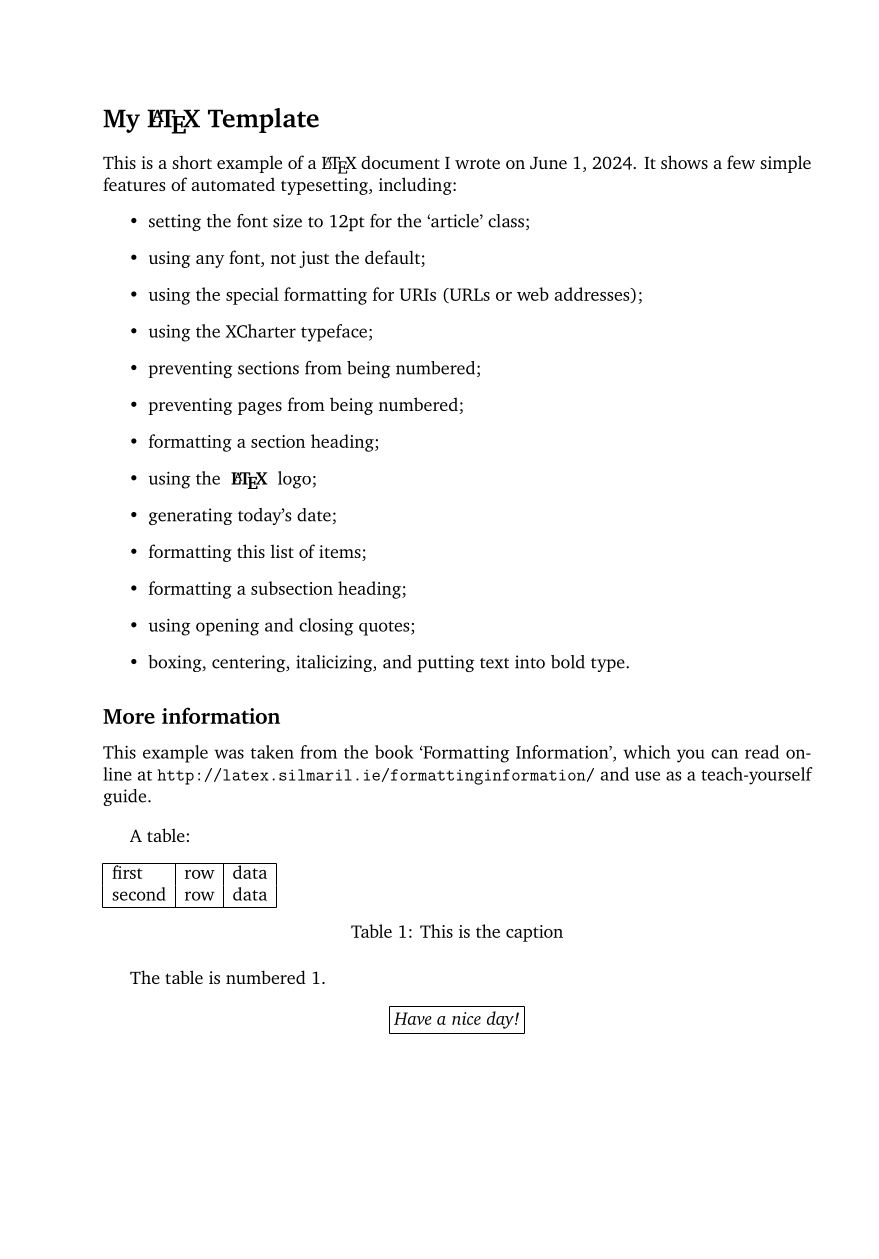 My LATEX Template
This is a short example of a LATEX document I wrote on June 1, 2024. It shows a few simple
features of automated typesetting, including:
• setting the font size to 12pt for the ‘article’ class;
• using any font, not just the default;
• using the special formatting for URIs (URLs or web addresses);
• using the XCharter typeface;
• preventing sections from being numbered;
• preventing pages from being numbered;
• formatting a section heading;
• using the LATEX logo;
• generating today’s date;
• formatting this list of items;
• formatting a subsection heading;
• using opening and closing quotes;
• boxing, centering, italicizing, and putting text into bold type.
More information
This example was taken from the book ‘Formatting Information’, which you can read on-
line at http://latex.silmaril.ie/formattinginformation/ and use as a teach-yourself
guide.
A table:
first row data
second row data
Table 1: This is the caption
The table is numbered 1.
Have a nice day!